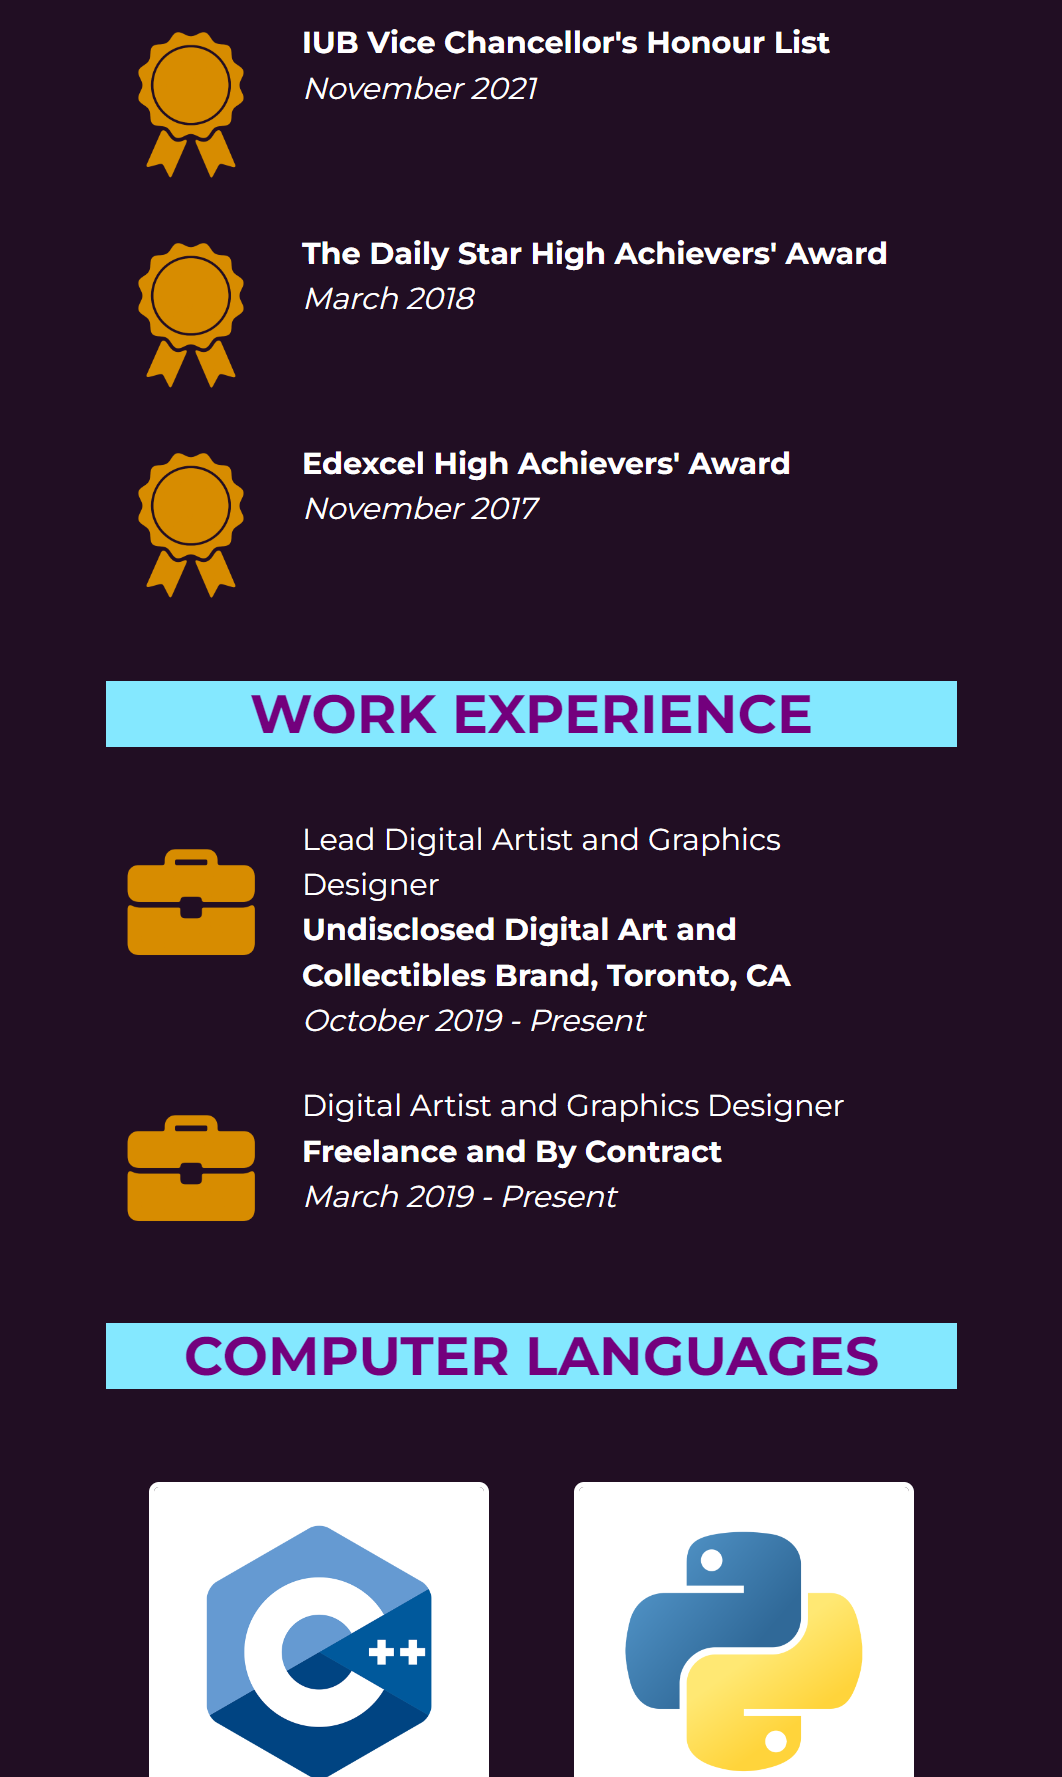 IUB Vice Chancellor's Honour List
November 2021
The Daily Star High Achievers' Award
March 2018
Edexcel High Achievers' Award
November 2017
WORK EXPERIENCE
Lead Digital Artist and Graphics
Designer
Undisclosed Digital Art and
Collectibles Brand, Toronto, CA
October 2019 - Present
Digital Artist and Graphics Designer
Freelance and By Contract
March 2019 - Present
COMPUTER LANGUAGES
C++